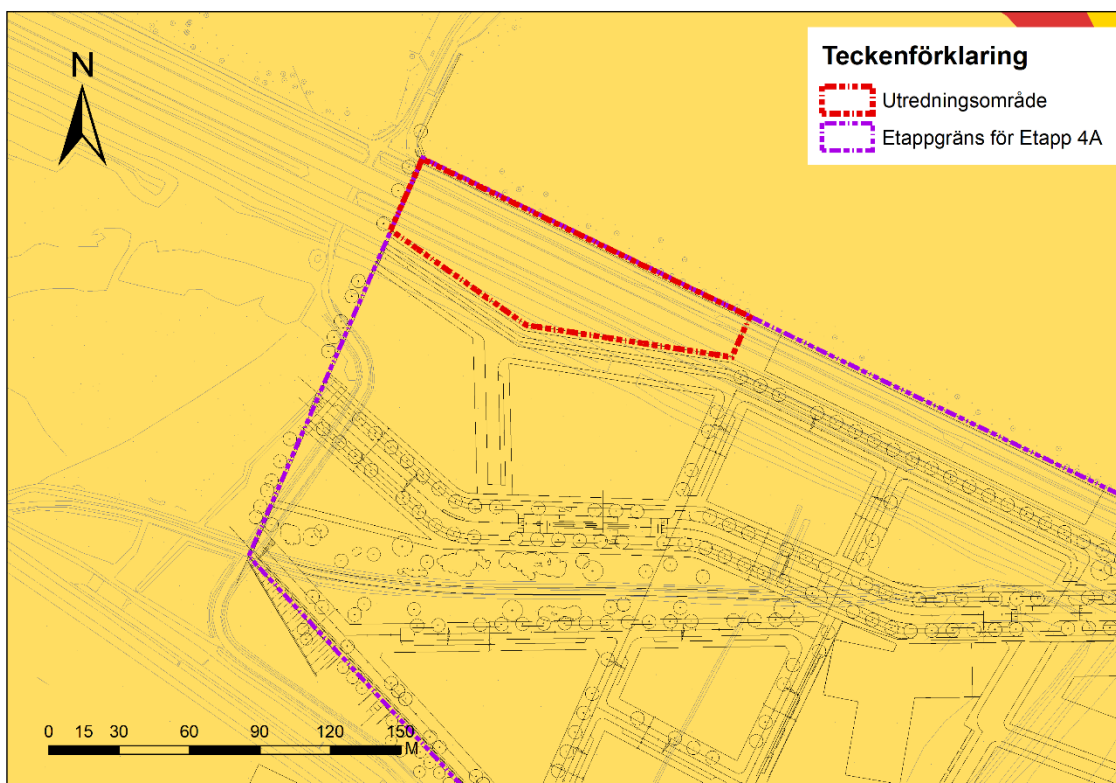 N
Teckenförklaring
Utredningsområde
Etappgräns för Etapp 4A
0 15 30 60 90 120 150
M